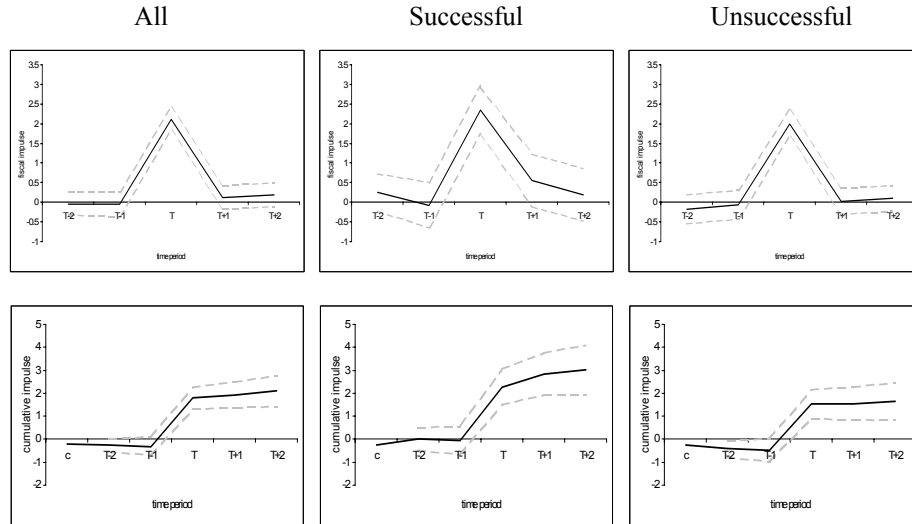 All Successful Unsuccessful
fiscal impulse
3.5
3
2.5
2
1.5
1
0.5
0
-0.5
-1
T-2 T-1 T T+1 T+2
time period
fiscal impulse
3.5
3
2.5
2
1.5
1
0.5
0
-0.5
-1
T-2 T-1 T T+1 T+2
time period
fiscal impulse
3.5
3
2.5
2
1.5
1
0.5
0
-0.5
-1
T-2 T-1 T T+1 T+2
time period
cumulative impulse
5
4
3
2
1
0
-1
-2
c T-2 T-1 T T+1 T+2
time period
cumulative impulse
5
4
3
2
1
0
-1
-2
c T-2 T-1 T T+1 T+2
time period
cumulative impulse
5
4
3
2
1
0
-1
-2
c T-2 T-1 T T+1 T+2
time period